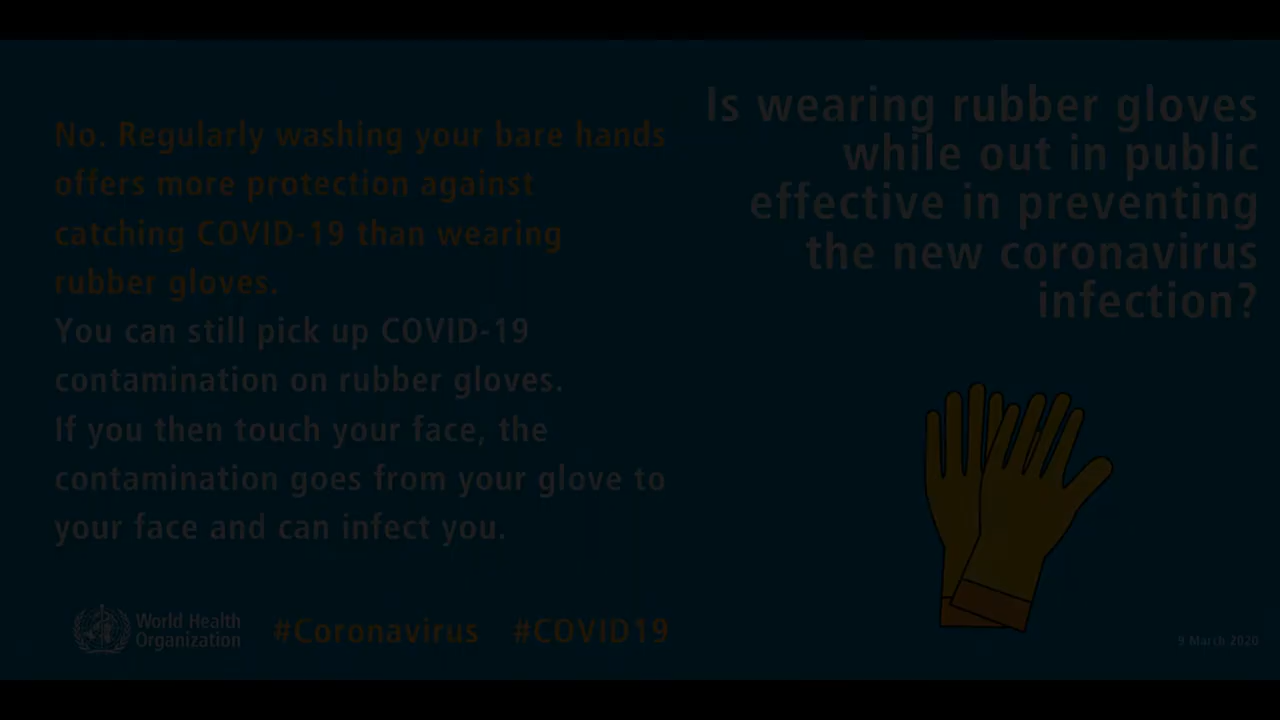 Is wearing rubber gloves
while out in public
effective in preventing
the new coronavirus
infection?
No. Regularly washing your bare hands
offers more protection against
catching COVID-19 than wearing
rubber gloves.
You can still pick up COVID-19
contamination on rubber gloves.
If you then touch your face, the
contamination goes from your glove to
your face and can infect you.
World Health
Organization
#Coronavirus #COVID19
9 March 2020